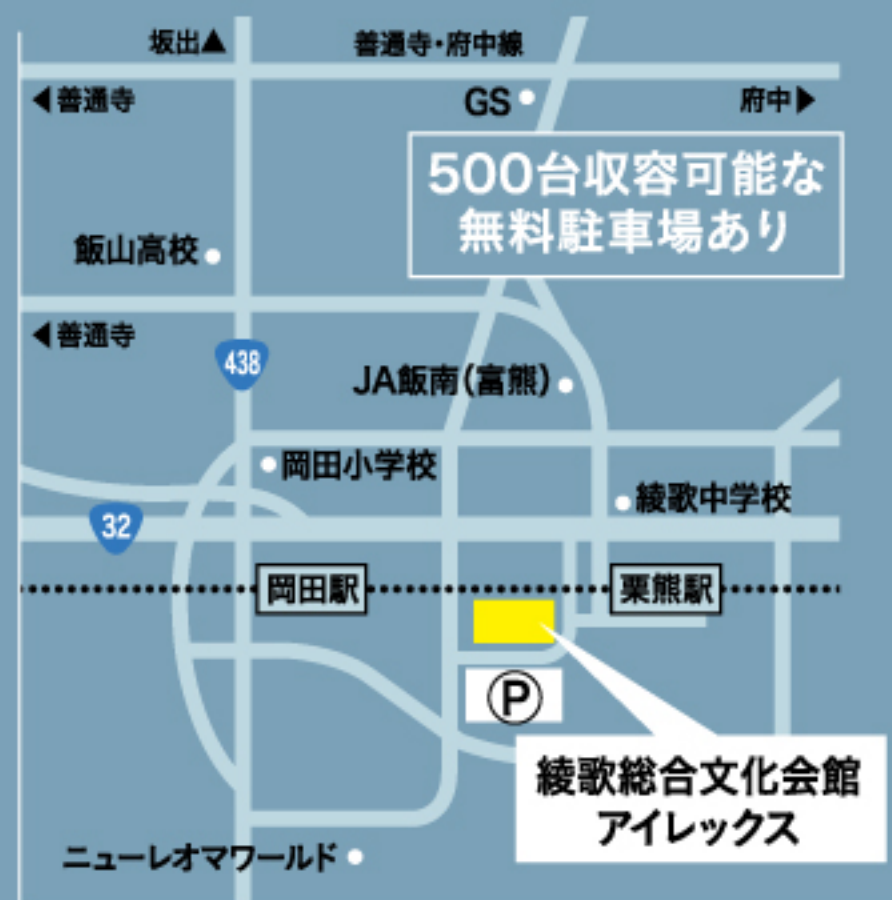 坂出▲
善通寺・府中線
◀善通寺
GS
府中▶
500台収容可能な
無料駐車場あり
飯山高校
◀善通寺
438
JA飯南(富熊)
岡田小学校
綾歌中学校
32
岡田駅
栗熊駅
P
綾歌総合文化会館
アイレックス
ニューレオマワールド